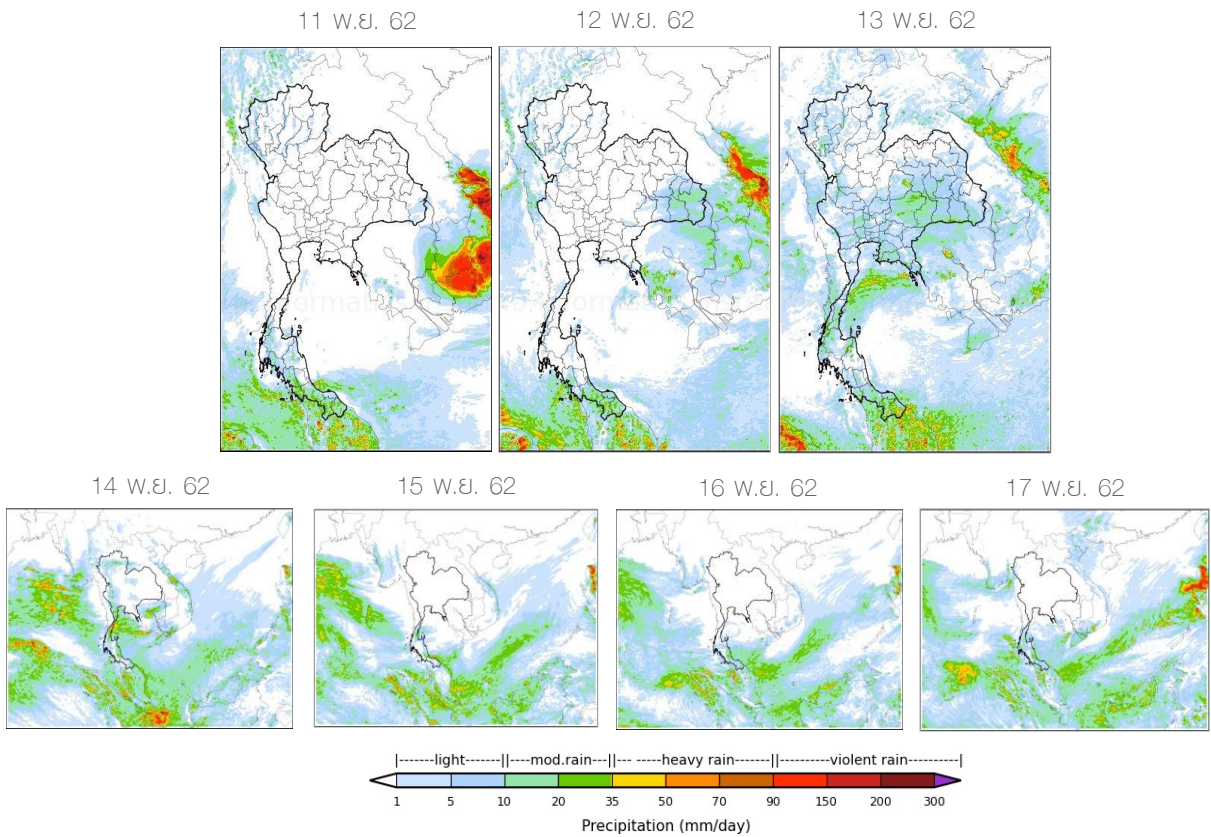 11 พ.ย. 62
12 พ.ย. 62
13 พ.ย. 62
14 พ.ย. 62
15 พ.ย. 62
16 พ.ย. 62
17 พ.ย. 62
|------light------||----mod.rain----||--- -----heavy rain--------||-----------violent rain-----------|
1 5 10 20 35 50 70 90 150 200 300
Precipitation (mm/day)